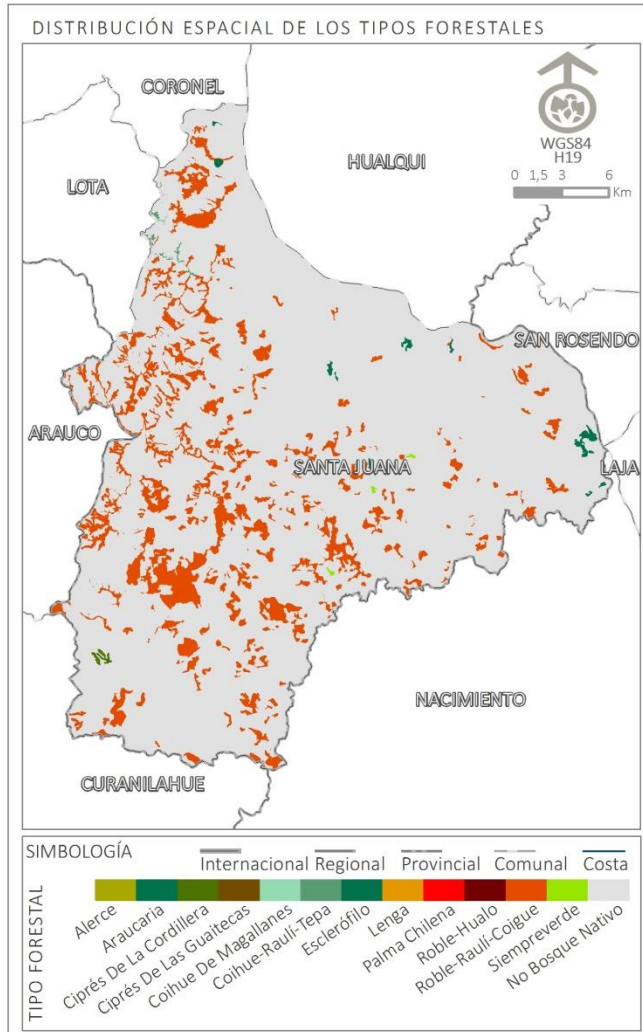 DISTRIBUCIÓN ESPACIAL DE LOS TIPOS FORESTALES
CORONEL
WGS84
H19
HUALQUI
LOTA
0 1,5 3 6
Km
SAN ROSENDO
ARAUCO
SANTA JUANA
LAJA
NACIMIENTO
CURANILAHUE
SIMBOLOGÍA
Internacional Regional Provincial Comunal Costa
TIPO FORESTAL
Alerce
Araucaria
Ciprés De La Cordillera
Ciprés De Las Guaitecas
Coihue De Magallanes
Coihue-Raulí-Tepa
Esclerófilo
Lenga
Palma Chilena
Roble-Hualo
Roble-Raulí-Coigue
Siempreverde
No Bosque Nativo